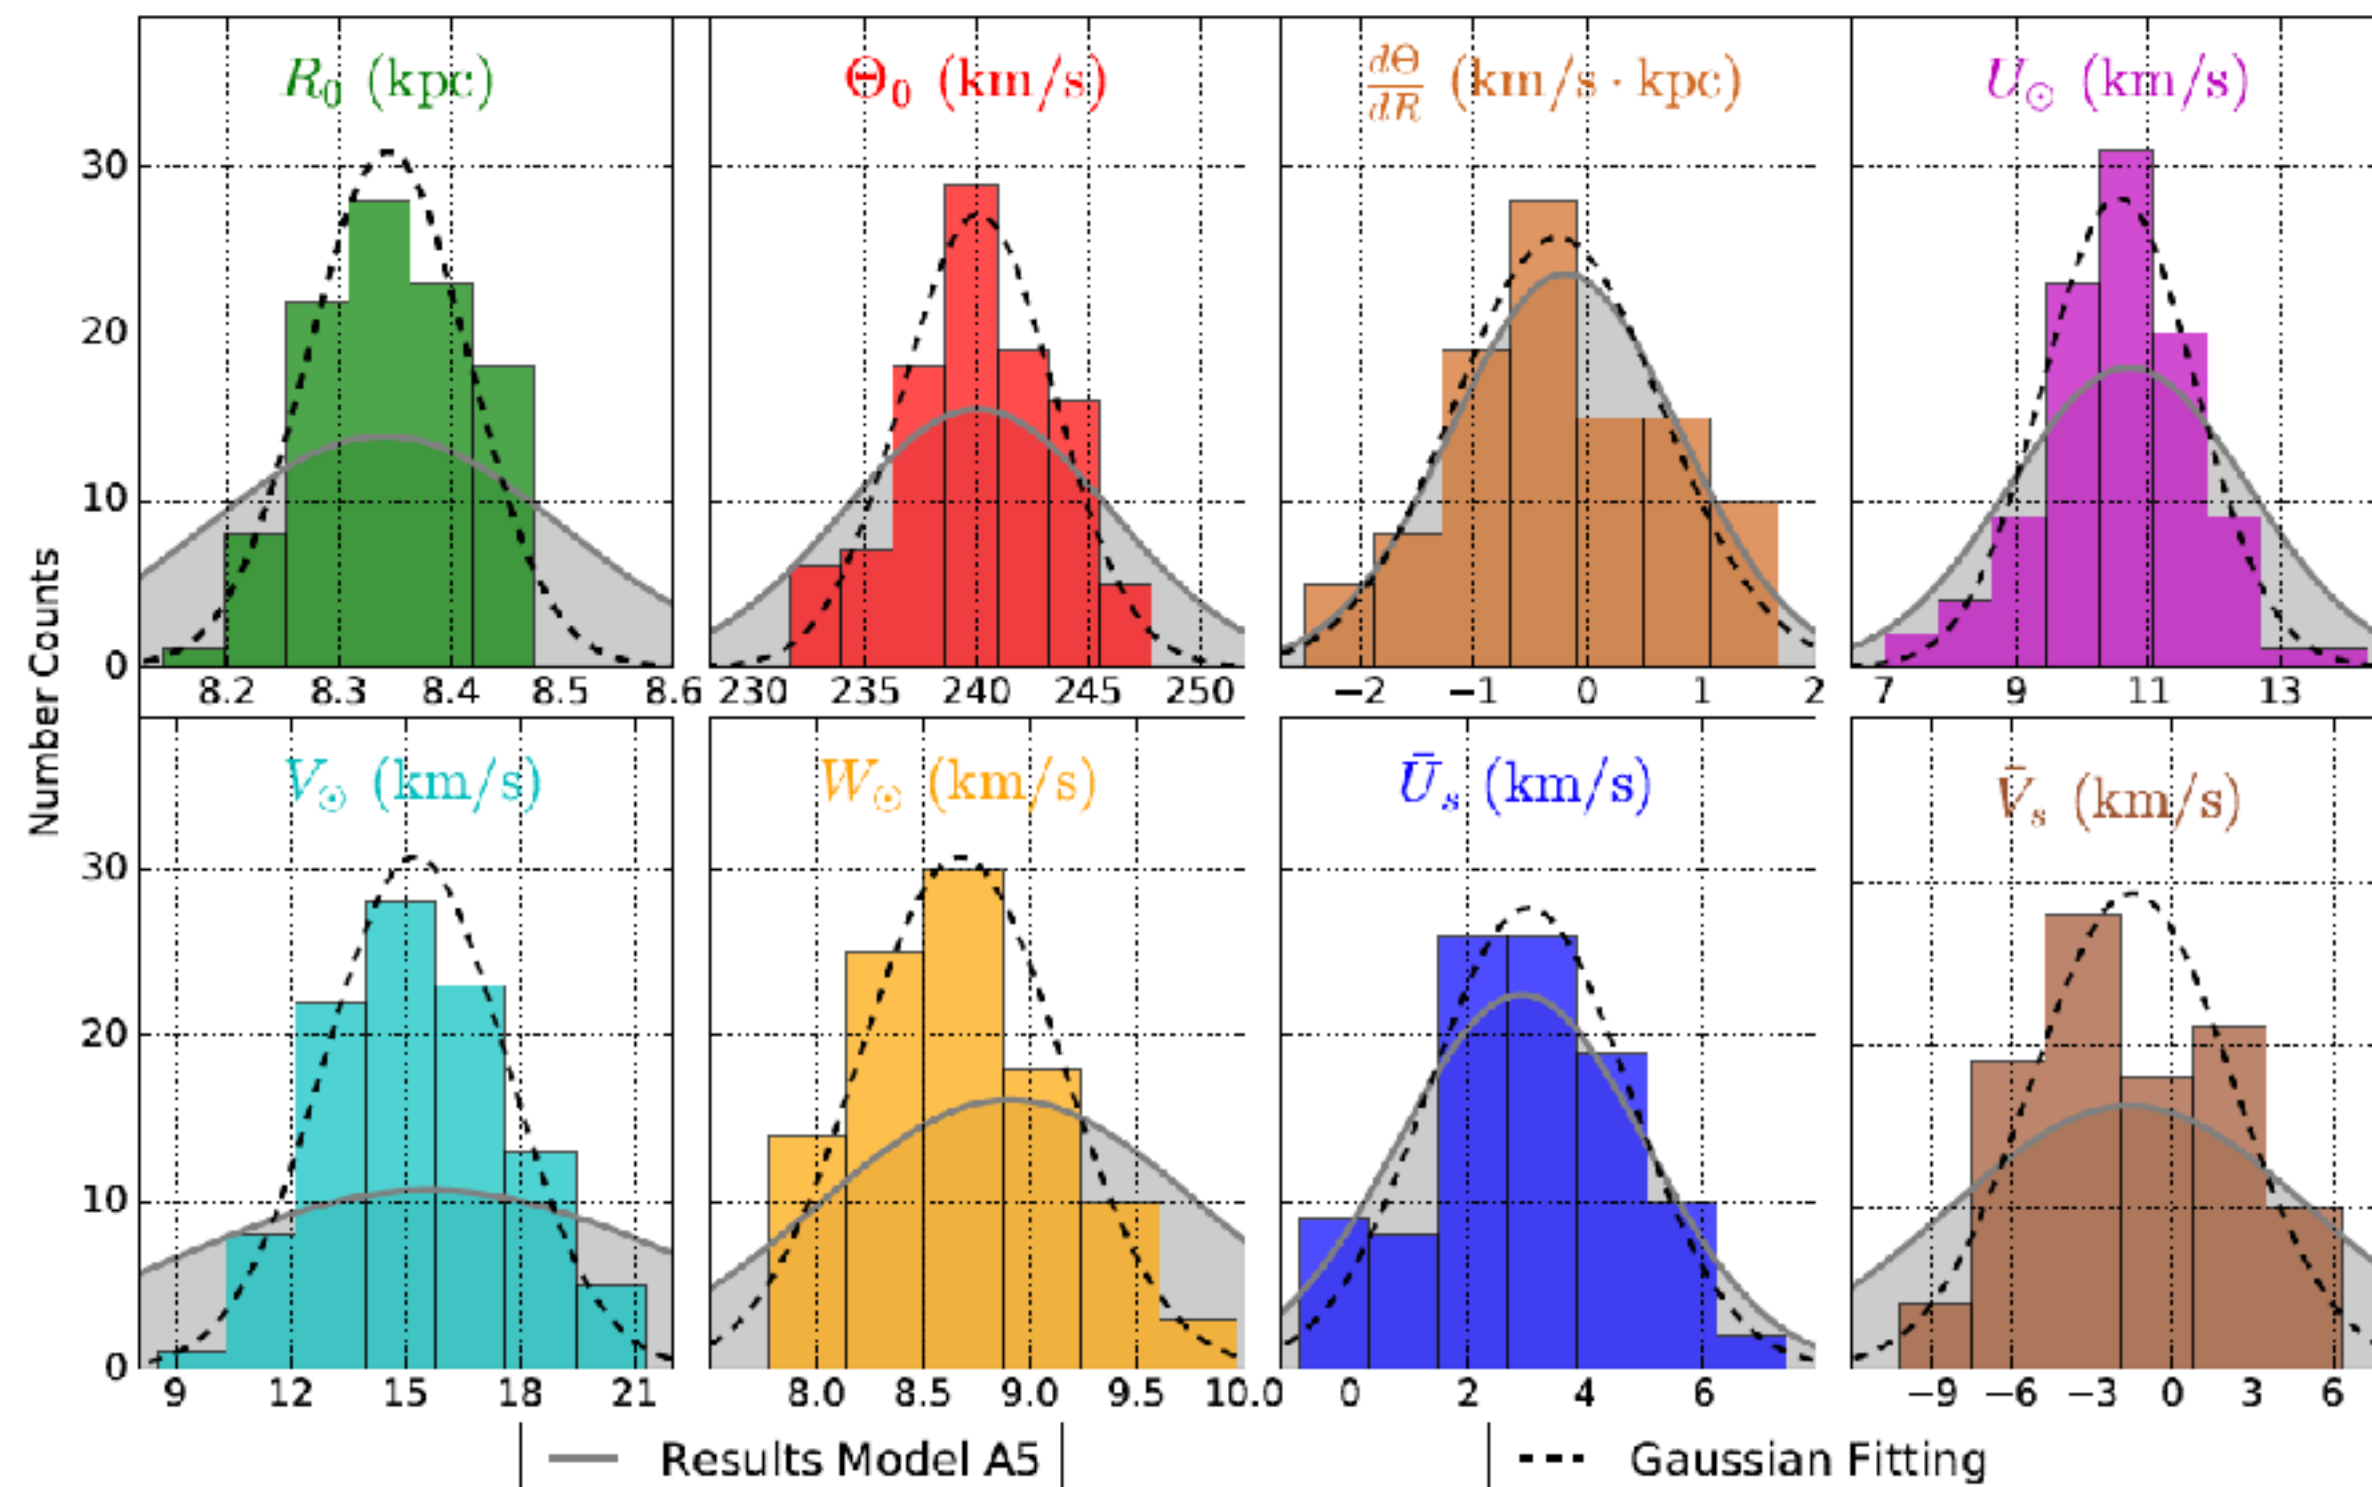 R₀ (kpc)
Θ₀ (km/s)
dΘ/dR (km/s · kpc)
U⊙ (km/s)
30
20
10
0
8.2 8.3 8.4 8.5 8.6
230 235 240 245 250
−2 −1 0 1 2
7 9 11 13
Number Counts
V⊙ (km/s)
W⊙ (km/s)
Ūₛ (km/s)
V̄ₛ (km/s)
30
20
10
0
9 12 15 18 21
8.0 8.5 9.0 9.5 10.0
0 2 4 6
−9 −6 −3 0 3 6
Results Model A5
Gaussian Fitting